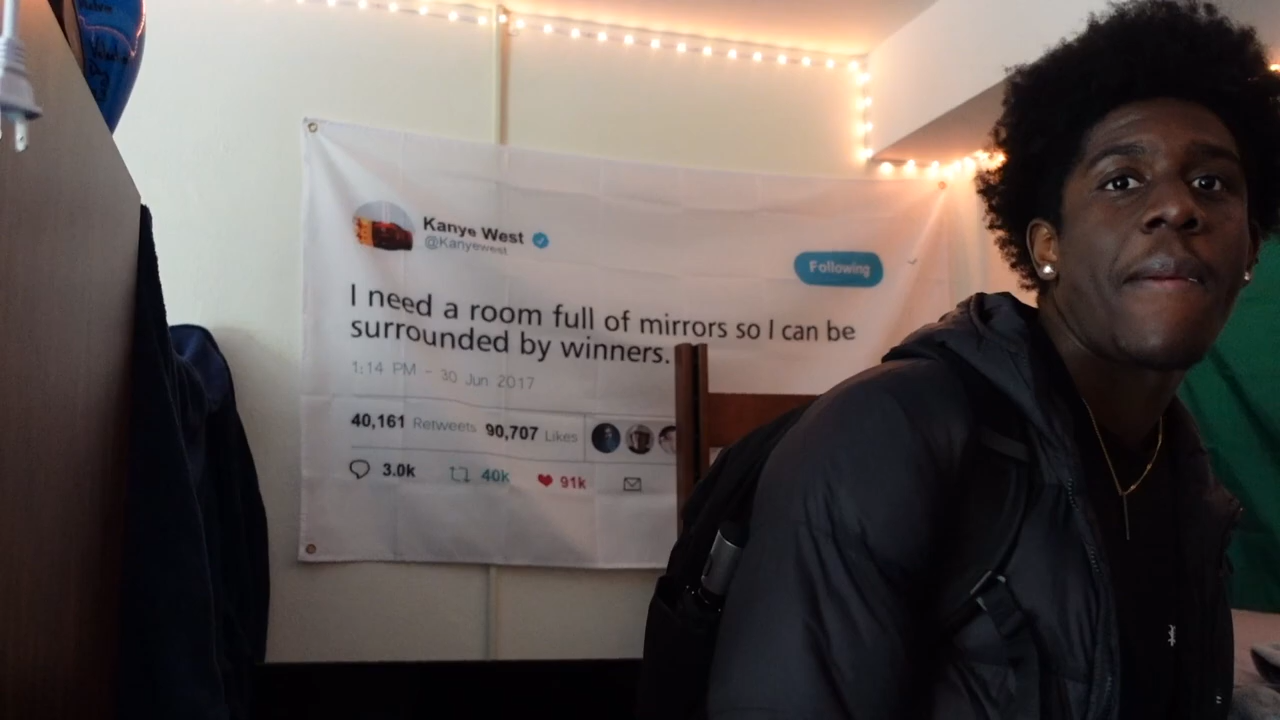 Kanye West
@Kanyewest
Following
I need a room full of mirrors so I can be
surrounded by winners.
1:14 PM - 30 Jun 2017
40,161 Retweets 90,707 Likes
3.0k 40k 91k